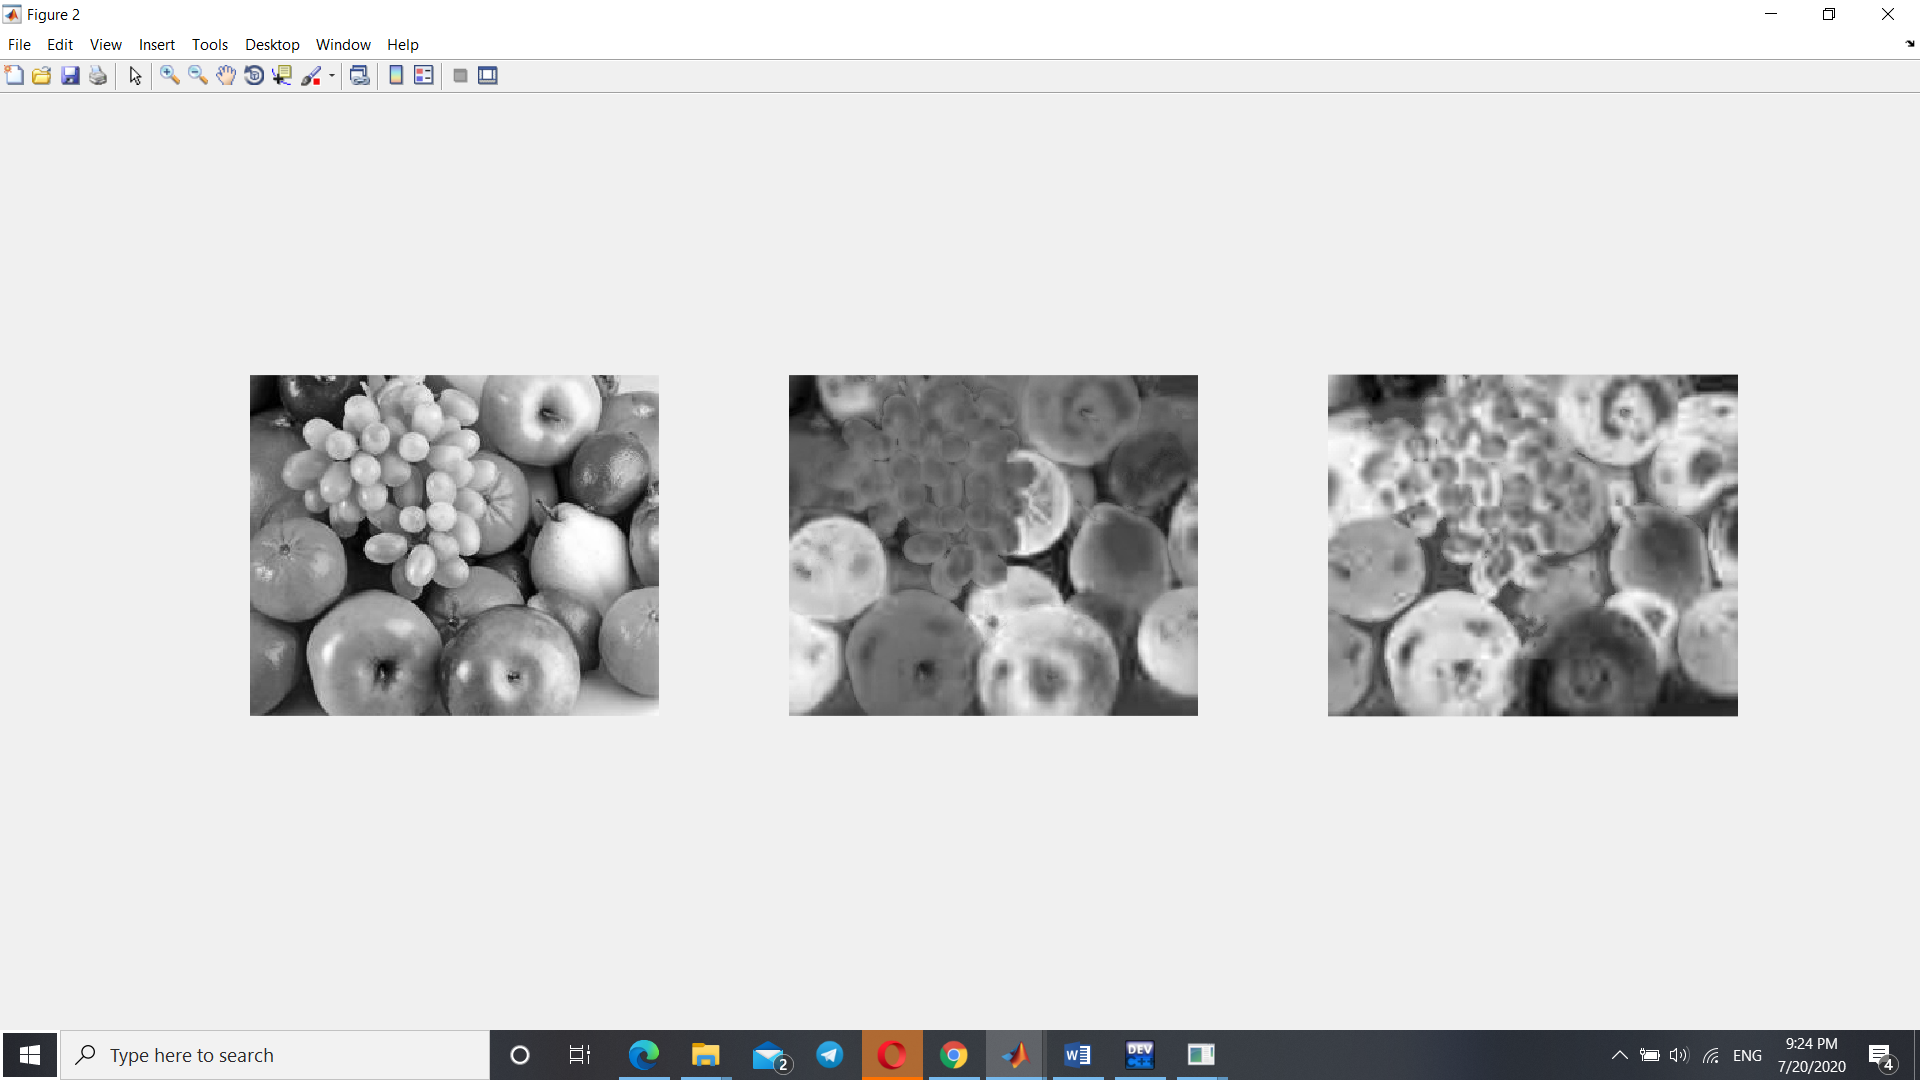 Figure 2
File Edit View Insert Tools Desktop Window Help
Type here to search
2
W
DEV
C++
ENG
9:24 PM
7/20/2020
4